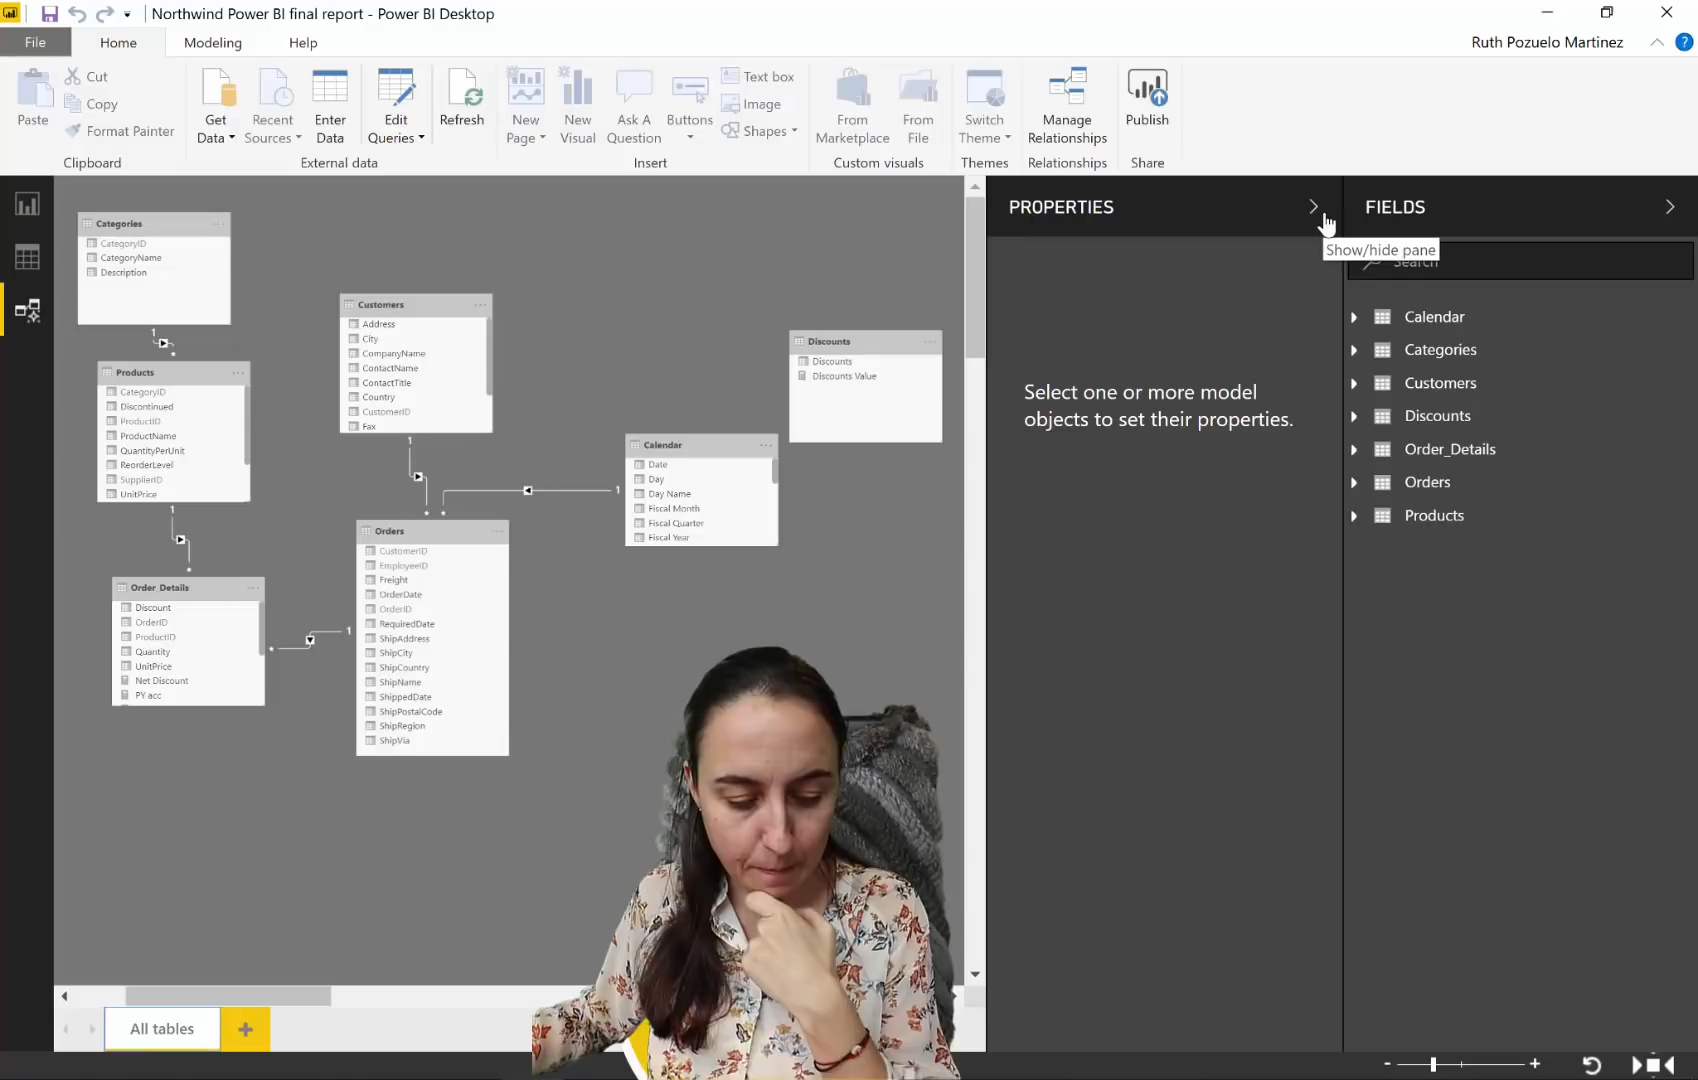 Northwind Power BI final report - Power BI Desktop
File
Home
Modeling
Help
Ruth Pozuelo Martinez
?
Paste
Cut
Copy
Format Painter
Clipboard
Get
Data
Recent
Sources
Enter
Data
Edit
Queries
Refresh
External data
New
Page
New
Visual
Ask A
Question
Buttons
Text box
Image
Shapes
Insert
From
Marketplace
From
File
Custom visuals
Switch
Theme
Themes
Manage
Relationships
Relationships
Publish
Share
Categories
CategoryID
CategoryName
Description
1
*
Products
CategoryID
Discontinued
ProductID
ProductName
QuantityPerUnit
ReorderLevel
SupplierID
UnitPrice
1
*
Order_Details
Discount
OrderID
ProductID
Quantity
UnitPrice
Net Discount
PY acc
*
1
Customers
Address
City
CompanyName
ContactName
ContactTitle
Country
CustomerID
Fax
1
* *
1
Orders
CustomerID
EmployeeID
Freight
OrderDate
OrderID
RequiredDate
ShipAddress
ShipCity
ShipCountry
ShipName
ShippedDate
ShipPostalCode
ShipRegion
ShipVia
Calendar
Date
Day
Day Name
Fiscal Month
Fiscal Quarter
Fiscal Year
Discounts
Discounts
Discounts Value
PROPERTIES
Show/hide pane
Select one or more model
objects to set their properties.
FIELDS
Search
Calendar
Categories
Customers
Discounts
Order_Details
Orders
Products
All tables
+
- +